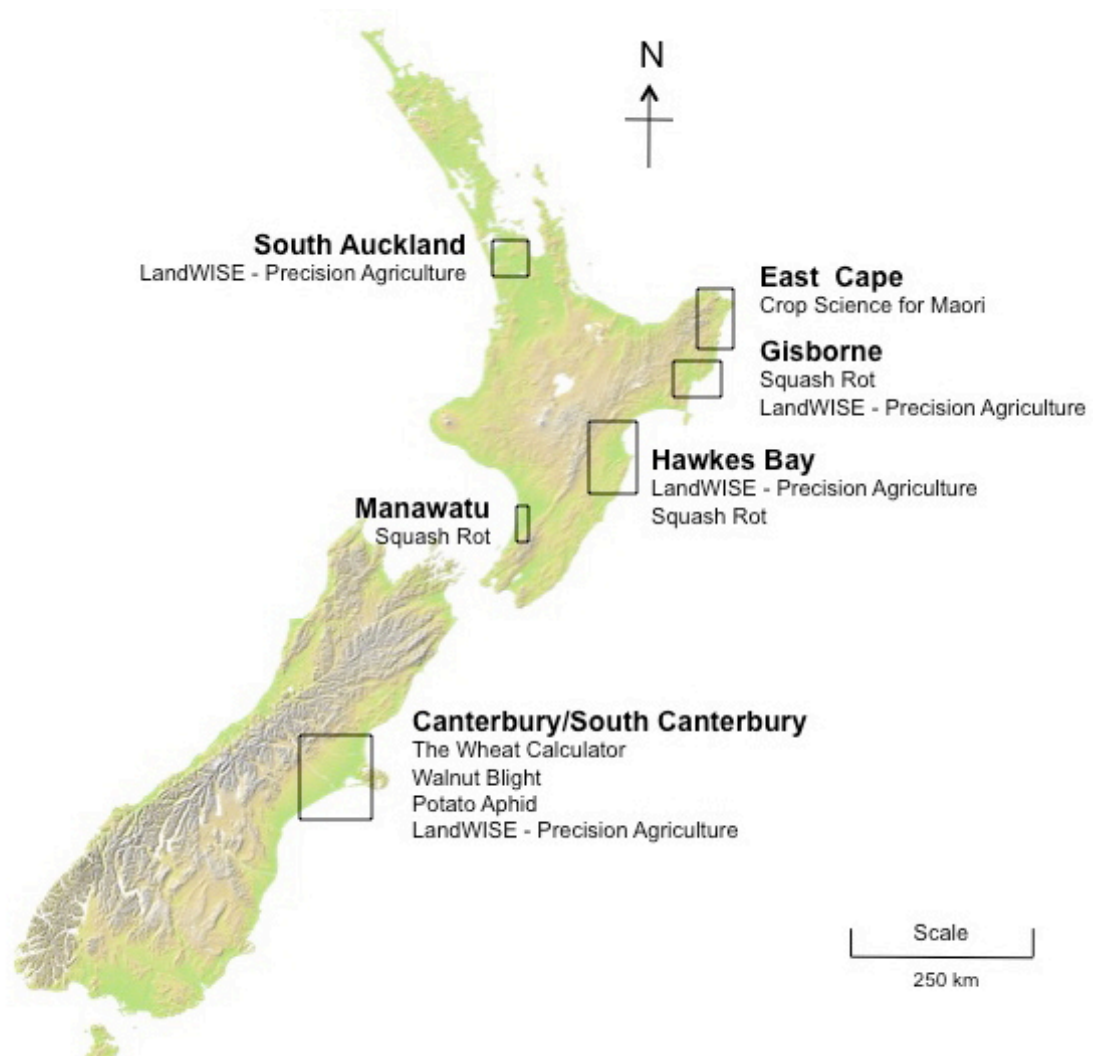 N
South Auckland
LandWISE - Precision Agriculture
East Cape
Crop Science for Maori
Gisborne
Squash Rot
LandWISE - Precision Agriculture
Hawkes Bay
LandWISE - Precision Agriculture
Squash Rot
Manawatu
Squash Rot
Canterbury/South Canterbury
The Wheat Calculator
Walnut Blight
Potato Aphid
LandWISE - Precision Agriculture
Scale
250 km